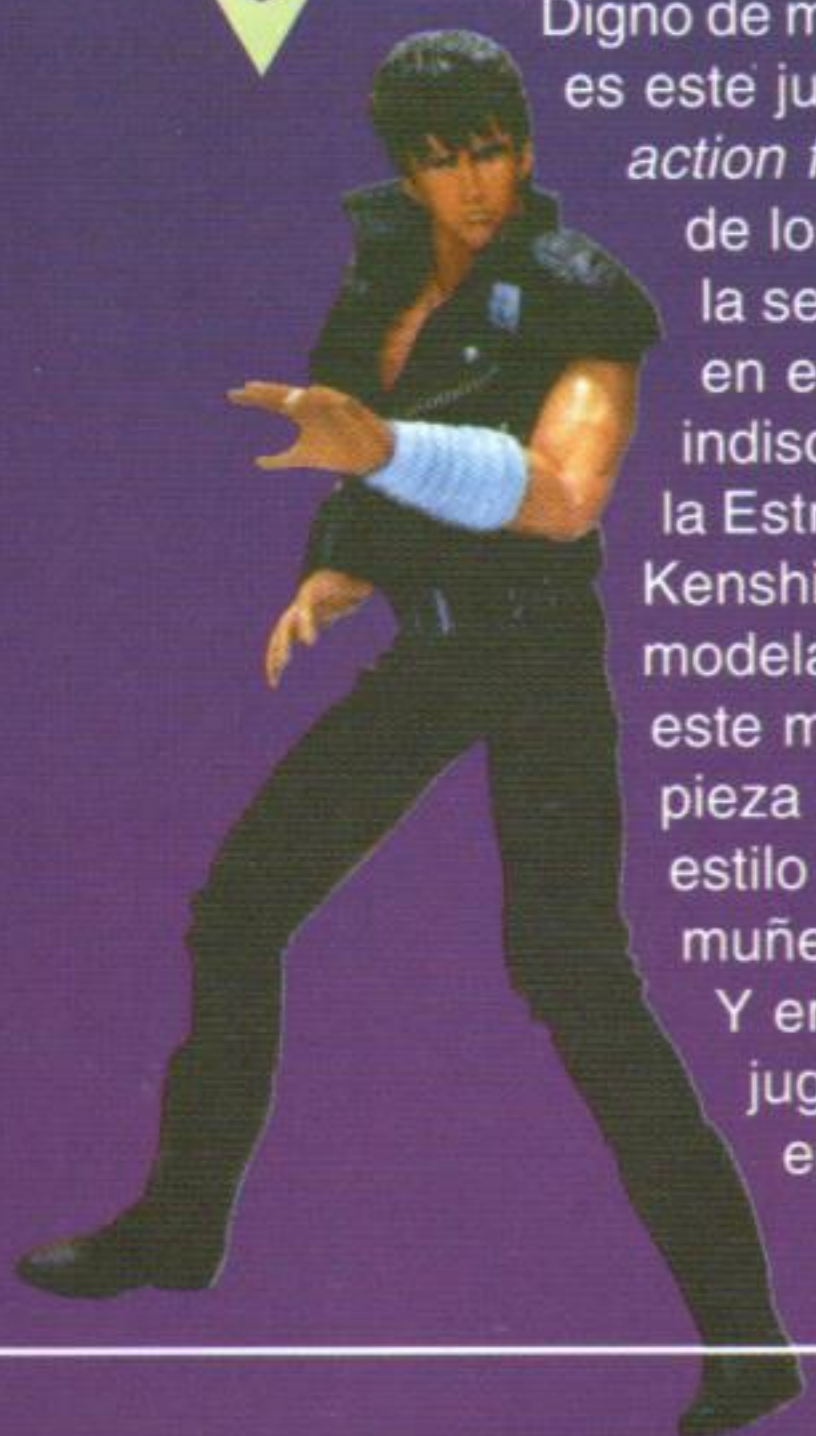 Digno de m
es este ju
action f
de lo
la se
en e
indisc
la Estr
Kenshi
modela
este m
pieza
estilo
muñe
Y en
jug
e